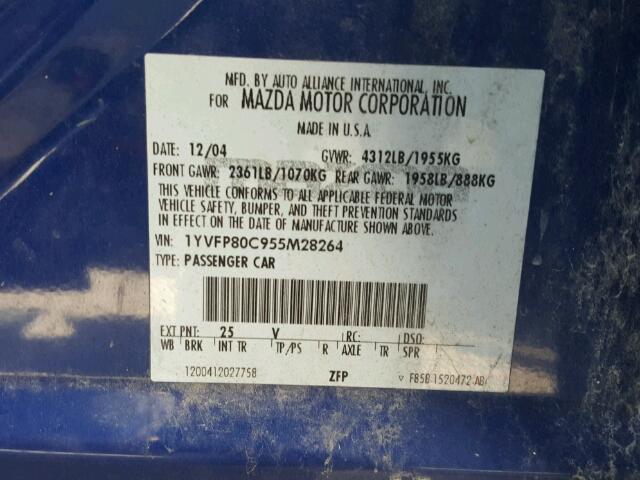 MFD. BY AUTO ALLIANCE INTERNATIONAL, INC.
FOR MAZDA MOTOR CORPORATION
MADE IN U.S.A
DATE: 12/04 GVWR: 4312LB/1955KG
FRONT GAWR: 2361LB/1070KG REAR GAWR: 1958LB/888KG
THIS VEHICLE CONFORMS TO ALL APPLICABLE FEDERAL MOTOR
VEHICLE SAFETY, BUMPER, AND THEFT PREVENTION STANDARDS
IN EFFECT ON THE DATE OF MANUFACTURE SHOWN ABOVE.
VIN: 1YVFP80C955M28264
TYPE: PASSENGER CAR
EXT PNT: 25 V RC: DSO:
WB BRK INT TR TP/PS R AXLE TR SPR
1200412027758 ZFP F85B 1520472 AB